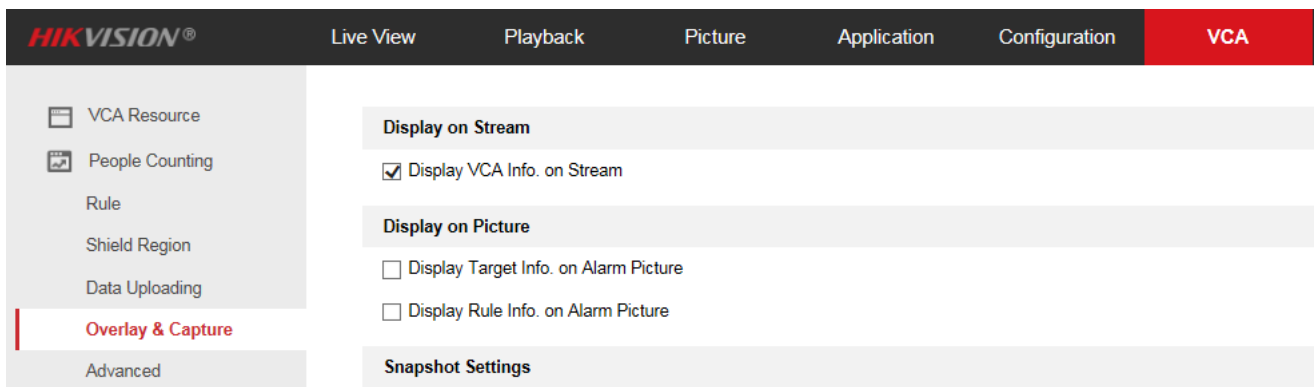 HIKVISION® Live View Playback Picture Application Configuration VCA
VCA Resource
People Counting
Rule
Shield Region
Data Uploading
Overlay & Capture
Advanced
Display on Stream
Display VCA Info. on Stream
Display on Picture
Display Target Info. on Alarm Picture
Display Rule Info. on Alarm Picture
Snapshot Settings